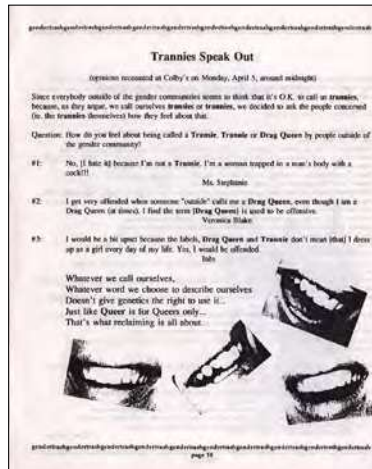 gendertrashgendertrashgendertrashgendertrashgendertrashgendertrashgendertrash
Trannies Speak Out
(opinions recounted at Colby's on Monday, April 5, around midnight)
Since everybody outside of the gender communities seems to think that it's O.K. to call us trannies,
because, as they argue, we call ourselves trannies or trannies, we decided to ask the people concerned
(ie. the trannies themselves) how they feel about that.
Question: How do you feel about being called a Transie, Trannie or Drag Queen by people outside of
the gender community?
#1: No, [I hate it] because I'm not a Transie. I'm a woman trapped in a man's body with a
cock!!!
Ms. Stephanie
#2: I get very offended when someone "outside" calls me a Drag Queen, even though I am a
Drag Queen (at times). I find the term [Drag Queen] is used to be offensive.
Veronica Blake
#3: I would be a bit upset because the labels, Drag Queen and Trannie don't mean [that] I dress
up as a girl every day of my life. Yes, I would be offended.
Whatever we call ourselves,
Whatever word we choose to describe ourselves
Doesn't give genetics the right to use it...
Just like Queer is for Queers only...
That's what reclaiming is all about...
gendertrashgendertrashgendertrashgendertrashgendertrashgendertrashgendertrash
page 18